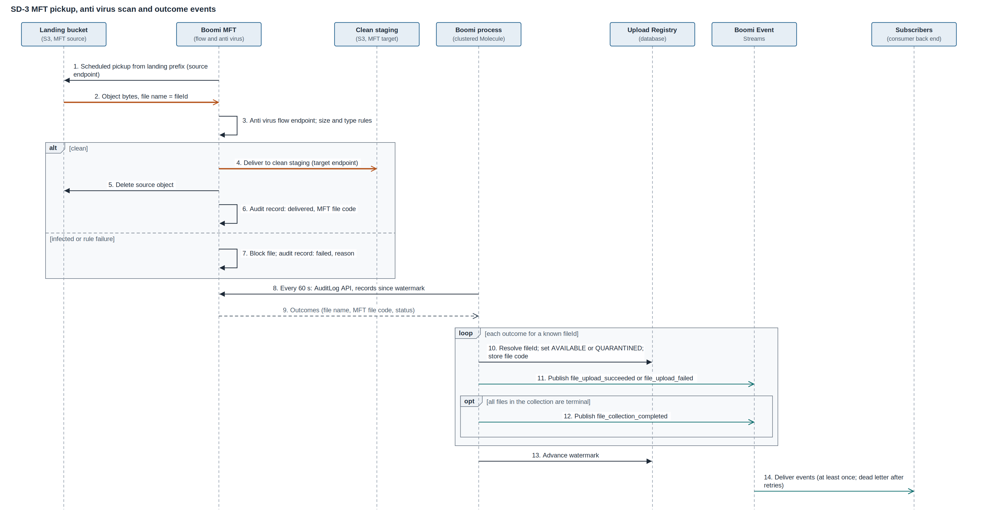 SD-3 MFT pickup, anti virus scan and outcome events
Landing bucket
(S3, MFT source)
Boomi MFT
(flow and anti virus)
Clean staging
(S3, MFT target)
Boomi process
(clustered Molecule)
Upload Registry
(database)
Boomi Event
Streams
Subscribers
(consumer back end)
1. Scheduled pickup from landing prefix (source
endpoint)
2. Object bytes, file name = fileId
3. Anti virus flow endpoint; size and type rules
alt
[clean]
4. Deliver to clean staging (target endpoint)
5. Delete source object
6. Audit record: delivered, MFT file code
[infected or rule failure]
7. Block file; audit record: failed, reason
8. Every 60 s: AuditLog API, records since watermark
9. Outcomes (file name, MFT file code, status)
loop
[each outcome for a known fileId]
10. Resolve fileId; set AVAILABLE or QUARANTINED;
store file code
11. Publish file_upload_succeeded or file_upload_failed
opt
[all files in the collection are terminal]
12. Publish file_collection_completed
13. Advance watermark
14. Deliver events (at least once; dead letter after
retries)